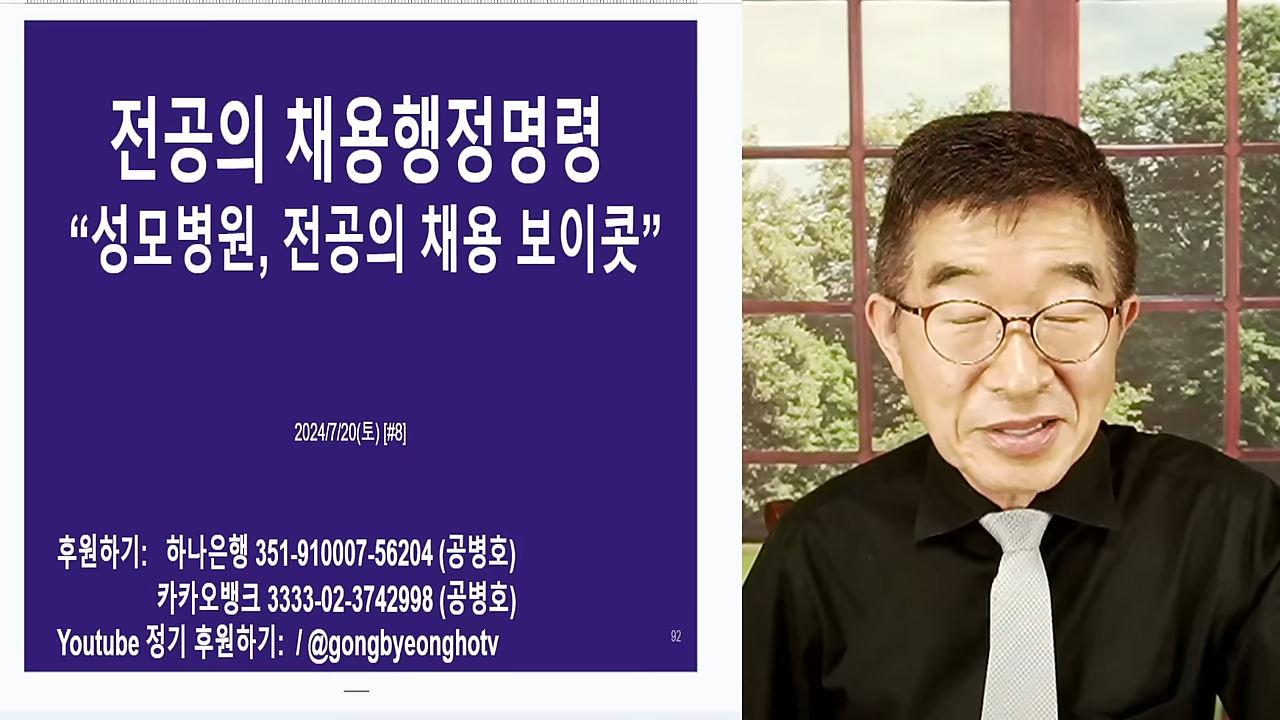 전공의 채용행정명령
“성모병원, 전공의 채용 보이콧”
2024/7/20(토) [#8]
후원하기: 하나은행 351-910007-56204 (공병호)
카카오뱅크 3333-02-3742998 (공병호)
Youtube 정기 후원하기: / @gongbyeonghotv
92